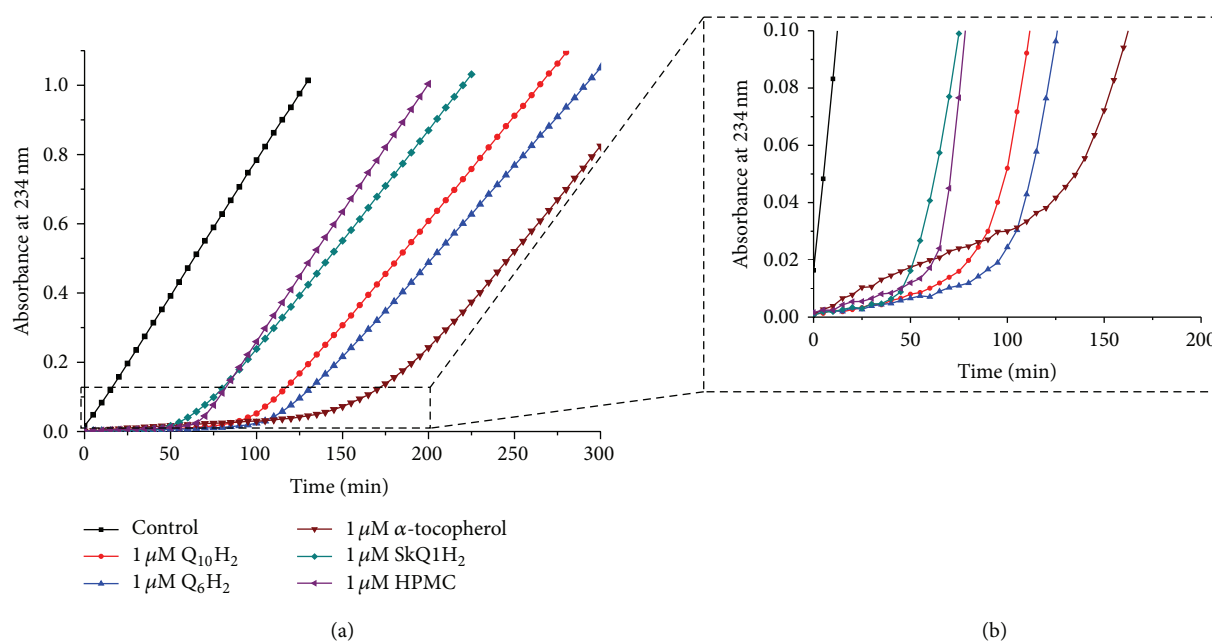 (a)
(b)
Absorbance at 234 nm
1.0
0.8
0.6
0.4
0.2
0.0
0 50 100 150 200 250 300
Time (min)
Absorbance at 234 nm
0.10
0.08
0.06
0.04
0.02
0.00
0 50 100 150 200
Time (min)
Control
1 μM Q₁₀H₂
1 μM Q₆H₂
1 μM α-tocopherol
1 μM SkQ1H₂
1 μM HPMC
(a)
(b)